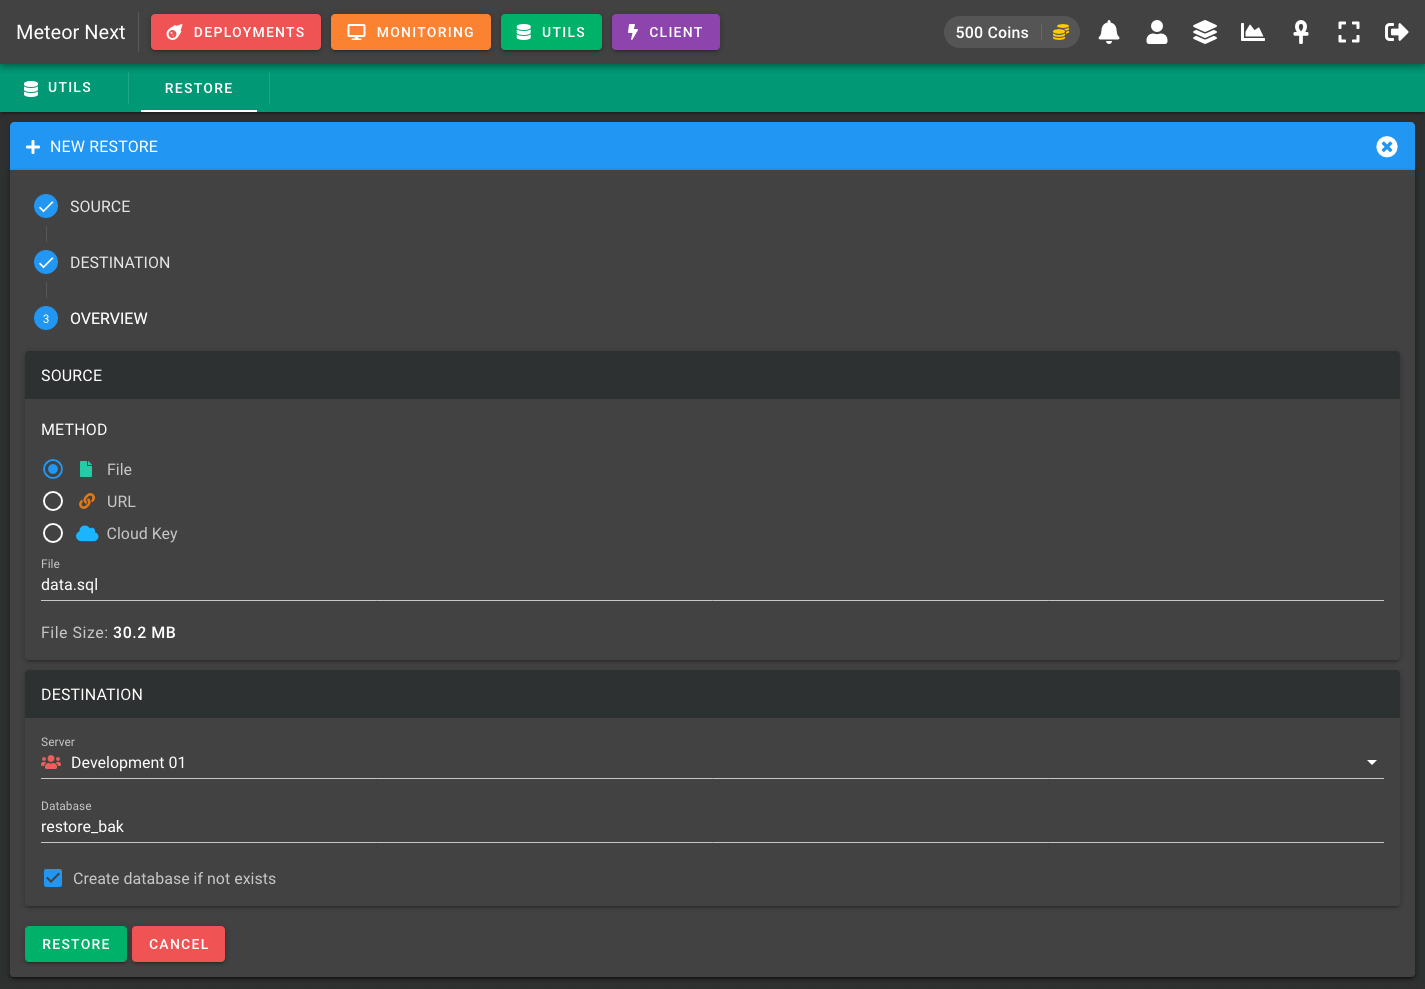 Meteor Next DEPLOYMENTS MONITORING UTILS CLIENT 500 Coins
UTILS RESTORE
NEW RESTORE
SOURCE
DESTINATION
3 OVERVIEW
SOURCE
METHOD
File
URL
Cloud Key
File
data.sql
File Size: 30.2 MB
DESTINATION
Server
Development 01
Database
restore_bak
Create database if not exists
RESTORE CANCEL